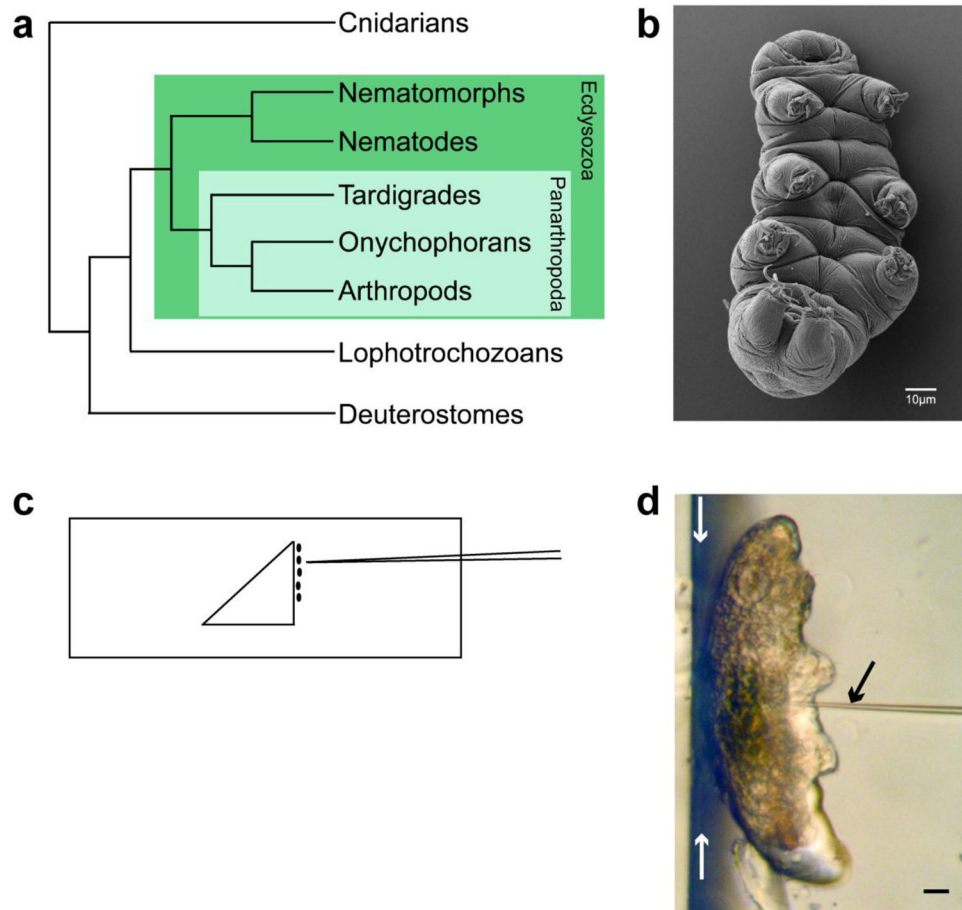 a
Cnidarians
Nematomorphs
Nematodes
Tardigrades
Onychophorans
Arthropods
Lophotrochozoans
Deuterostomes
Ecdysozoa
Panarthropoda
b
10µm
c
d